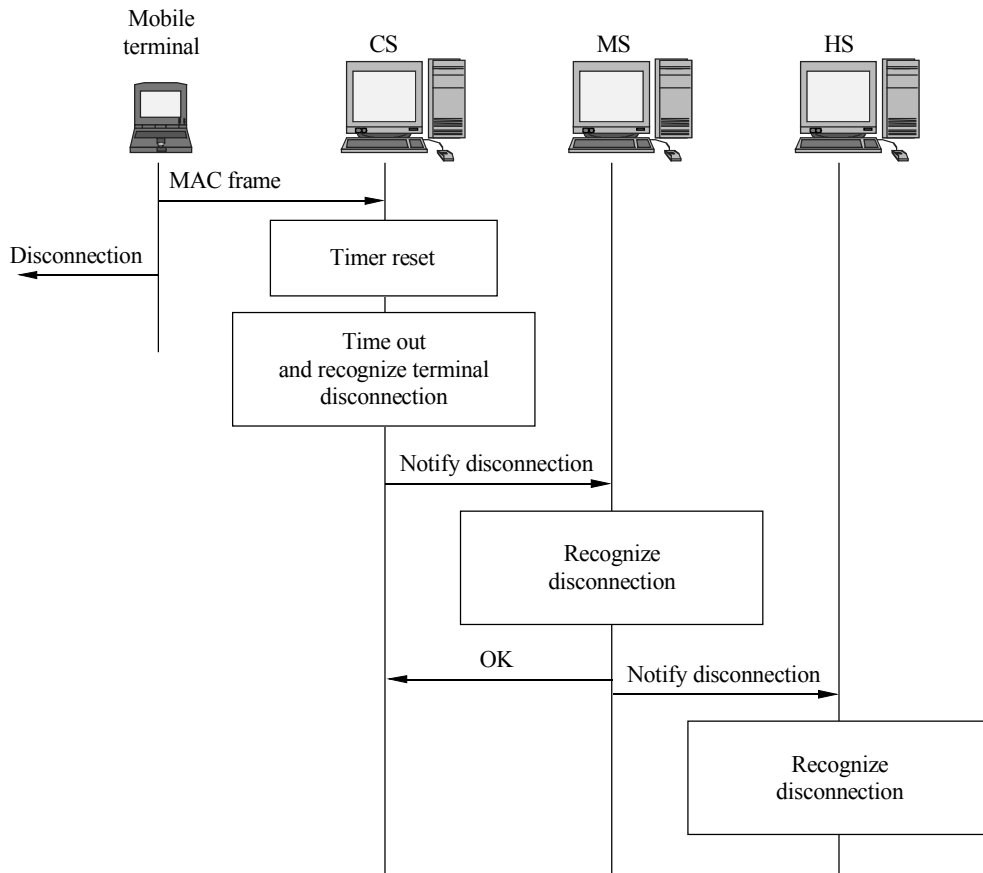 Mobile
terminal
CS
MS
HS
MAC frame
Disconnection
Timer reset
Time out
and recognize terminal
disconnection
Notify disconnection
Recognize
disconnection
OK
Notify disconnection
Recognize
disconnection